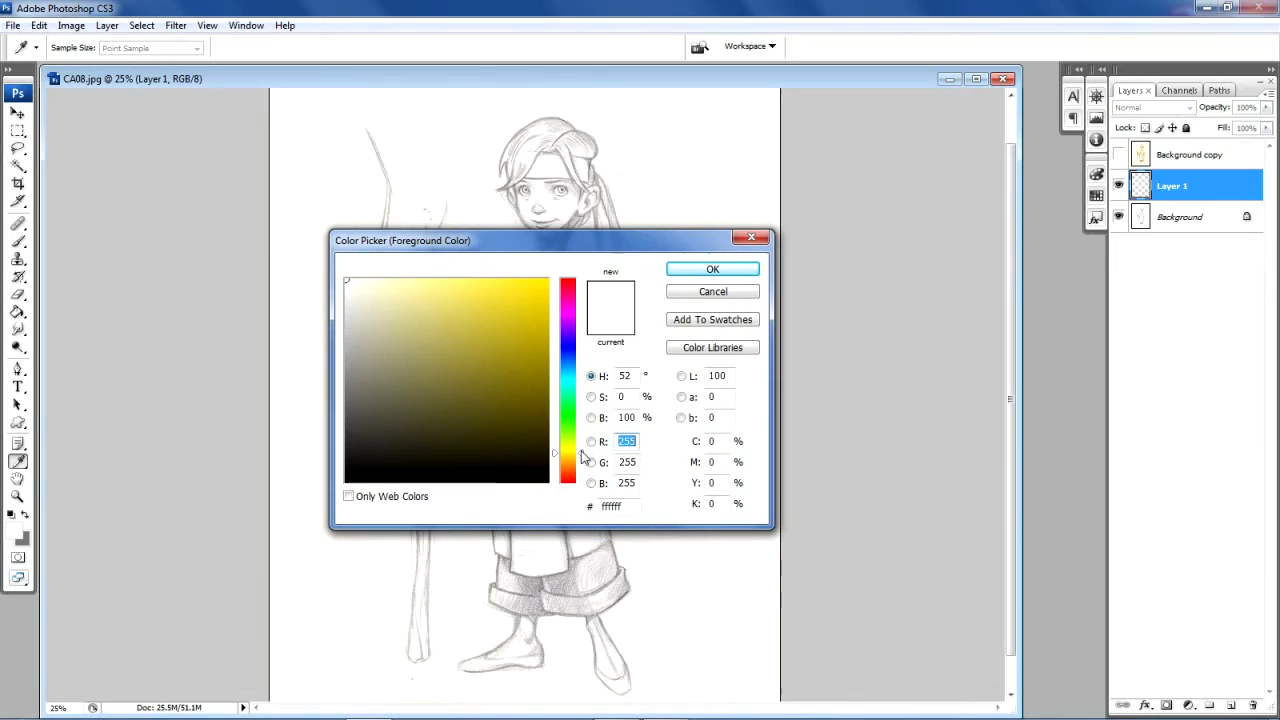 Ps Adobe Photoshop CS3
File Edit Image Layer Select Filter View Window Help
Sample Size: Point Sample Workspace
CA08.jpg @ 25% (Layer 1, RGB/8)
Ps
Layers x Channels Paths
Normal Opacity: 100%
Lock: Fill: 100%
Background copy
Layer 1
Background
Color Picker (Foreground Color)
new
current
OK
Cancel
Add To Swatches
Color Libraries
H: 52 ° L: 100
S: 0 % a: 0
B: 100 % b: 0
R: 255 C: 0 %
G: 255 M: 0 %
B: 255 Y: 0 %
# ffffff K: 0 %
Only Web Colors
25% Doc: 25.5M/51.1M